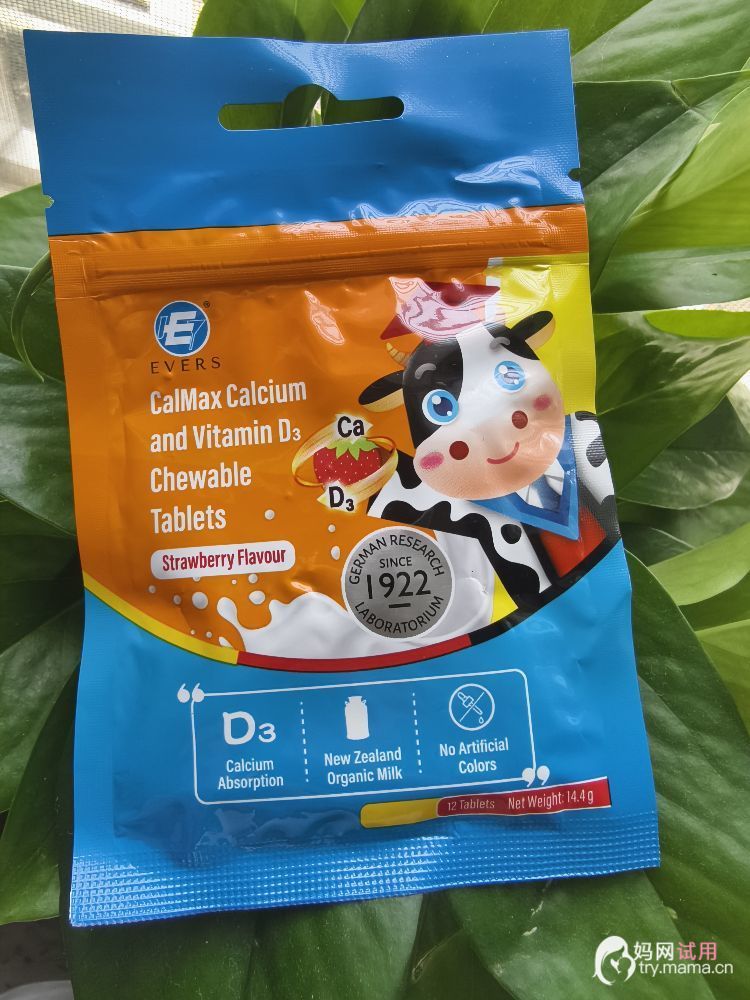 E7
®
EVERS
CalMax Calcium
and Vitamin D₃
Chewable
Tablets
Strawberry Flavour
Ca
D₃
GERMAN RESEARCH
SINCE
1922
LABORATORIUM
D₃
Calcium
Absorption
New Zealand
Organic Milk
No Artificial
Colors
12 Tablets Net Weight: 14.4 g
妈网试用
try.mama.cn